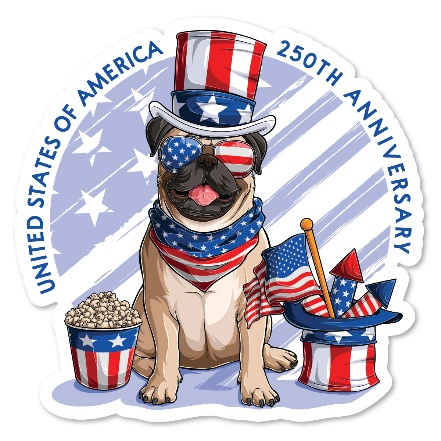 UNITED STATES OF AMERICA
250TH ANNIVERSARY